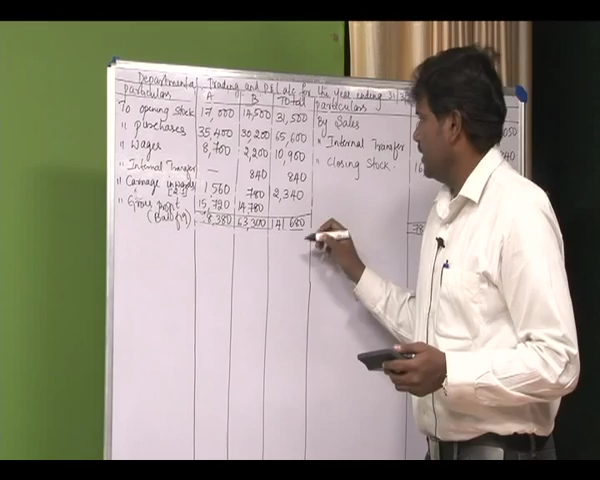 Departmental Trading and P& L a/c for the year ending 31
particulars A B Total particulars
To opening stock 17,000 14,500 31,500 By Sales
" purchases 35,400 30,200 65,600 " Internal Transfer
" Wages 8,700 2,200 10,900 " Closing Stock.
" Internal Transfer — 840 840
" Carriage inwards 1,560 780 2,340
" Gross profit 15,720 14,780
(Bal fig) 8,380 63,300 141,680